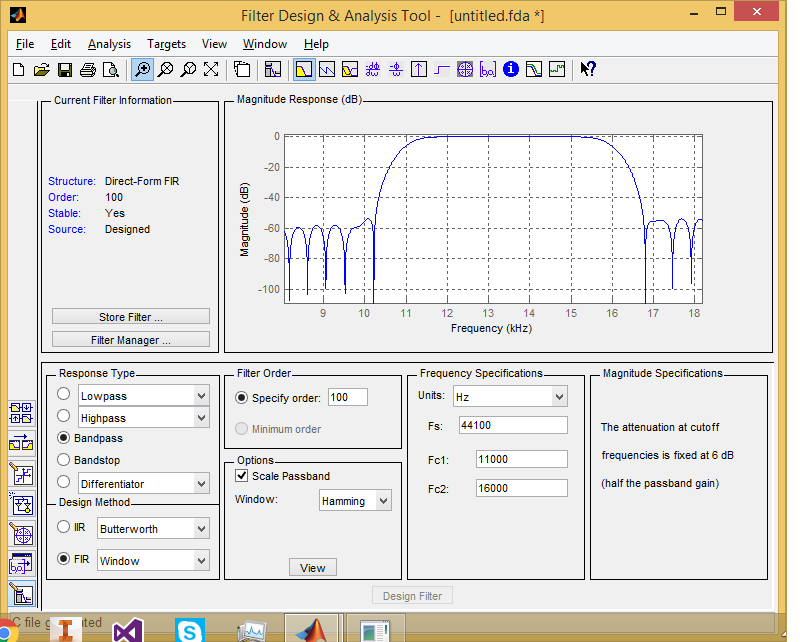 Filter Design & Analysis Tool - [untitled.fda *]
File Edit Analysis Targets View Window Help
Current Filter Information
Structure: Direct-Form FIR
Order: 100
Stable: Yes
Source: Designed
Store Filter ...
Filter Manager ...
Magnitude Response (dB)
Magnitude (dB)
0
-20
-40
-60
-80
-100
9 10 11 12 13 14 15 16 17 18
Frequency (kHz)
Response Type
Lowpass
Highpass
Bandpass
Bandstop
Differentiator
Design Method
IIR Butterworth
FIR Window
Filter Order
Specify order: 100
Minimum order
Options
Scale Passband
Window: Hamming
View
Frequency Specifications
Units: Hz
Fs: 44100
Fc1: 11000
Fc2: 16000
Magnitude Specifications
The attenuation at cutoff
frequencies is fixed at 6 dB
(half the passband gain)
Design Filter
C file